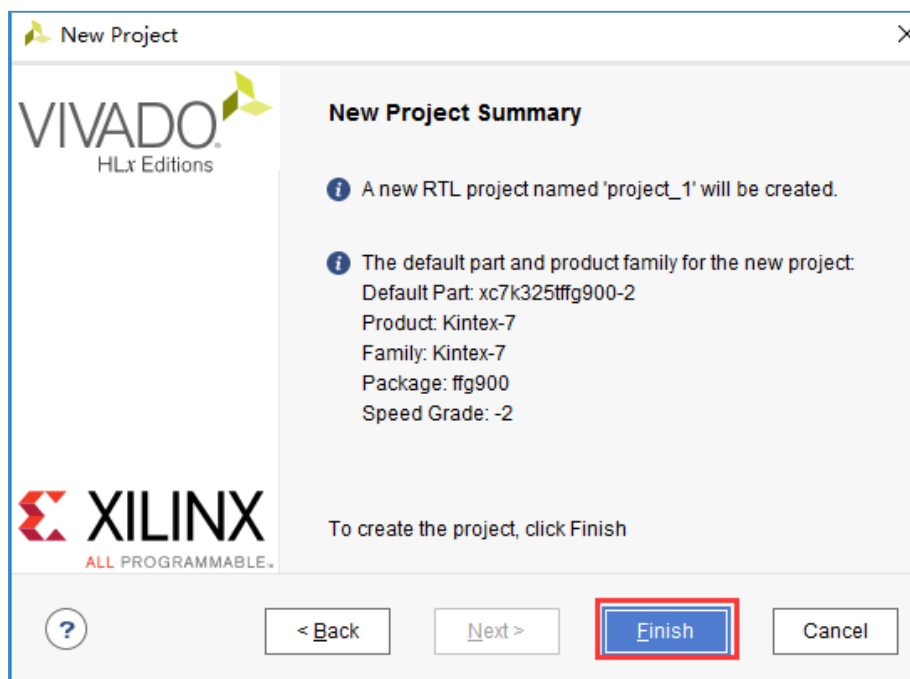 New Project
VIVADO
HLx Editions
New Project Summary
A new RTL project named 'project_1' will be created.
The default part and product family for the new project:
Default Part: xc7k325tffg900-2
Product: Kintex-7
Family: Kintex-7
Package: ffg900
Speed Grade: -2
XILINX
ALL PROGRAMMABLE
To create the project, click Finish
?
< Back
Next >
Finish
Cancel